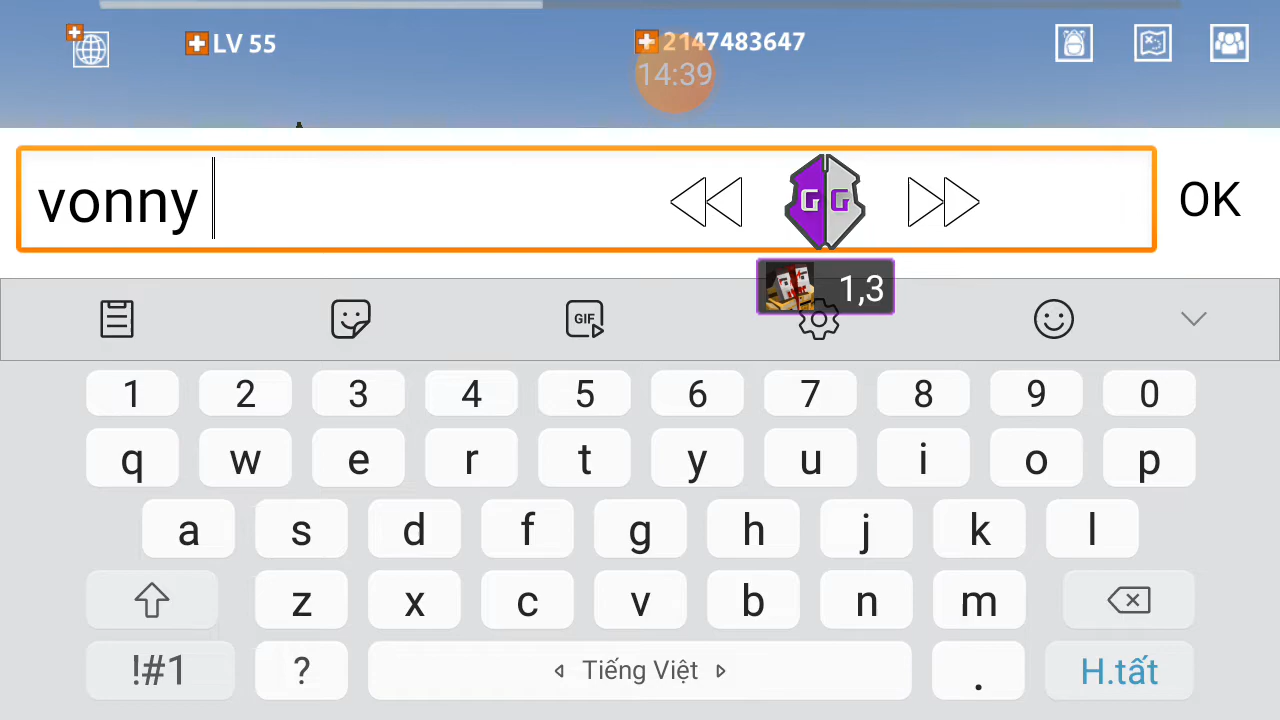 LV 55
2147483647
14:39
vonny
GG
OK
1,3
GIF
1 2 3 4 5 6 7 8 9 0
q w e r t y u i o p
a s d f g h j k l
z x c v b n m
!#1 ? Tiếng Việt . H.tất